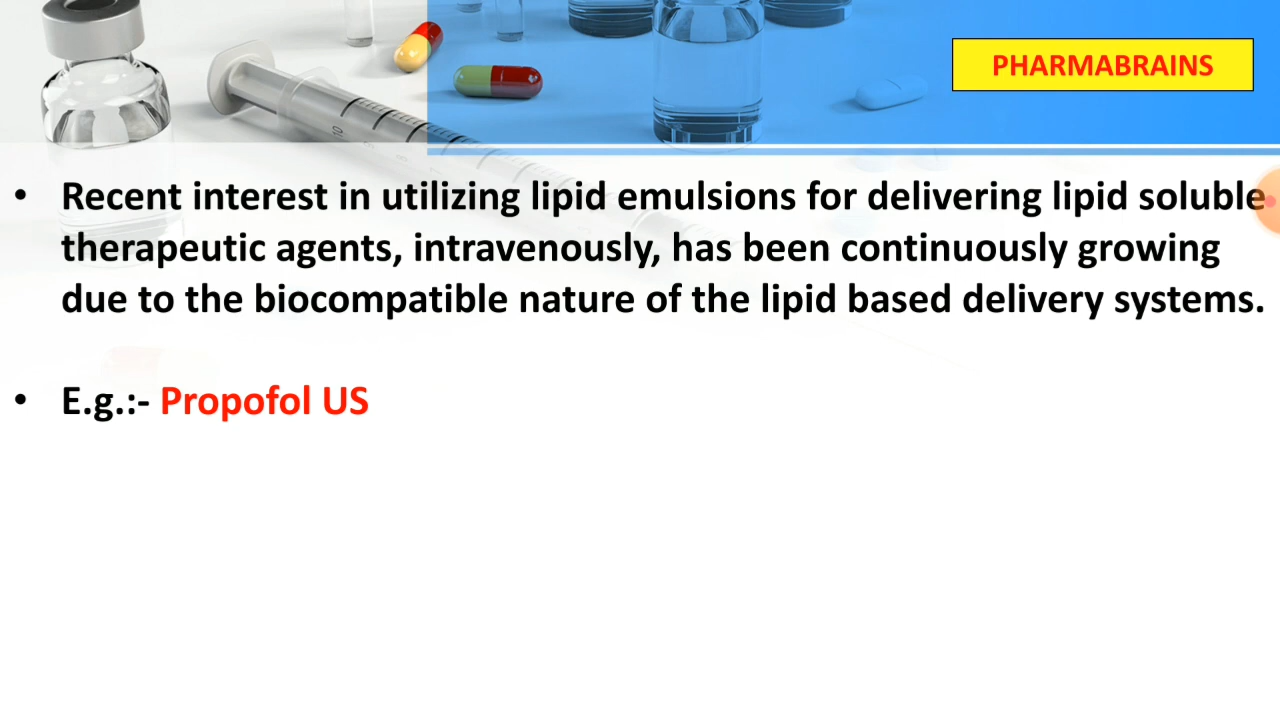 PHARMABRAINS
• Recent interest in utilizing lipid emulsions for delivering lipid soluble
therapeutic agents, intravenously, has been continuously growing
due to the biocompatible nature of the lipid based delivery systems.
• E.g.:- Propofol US